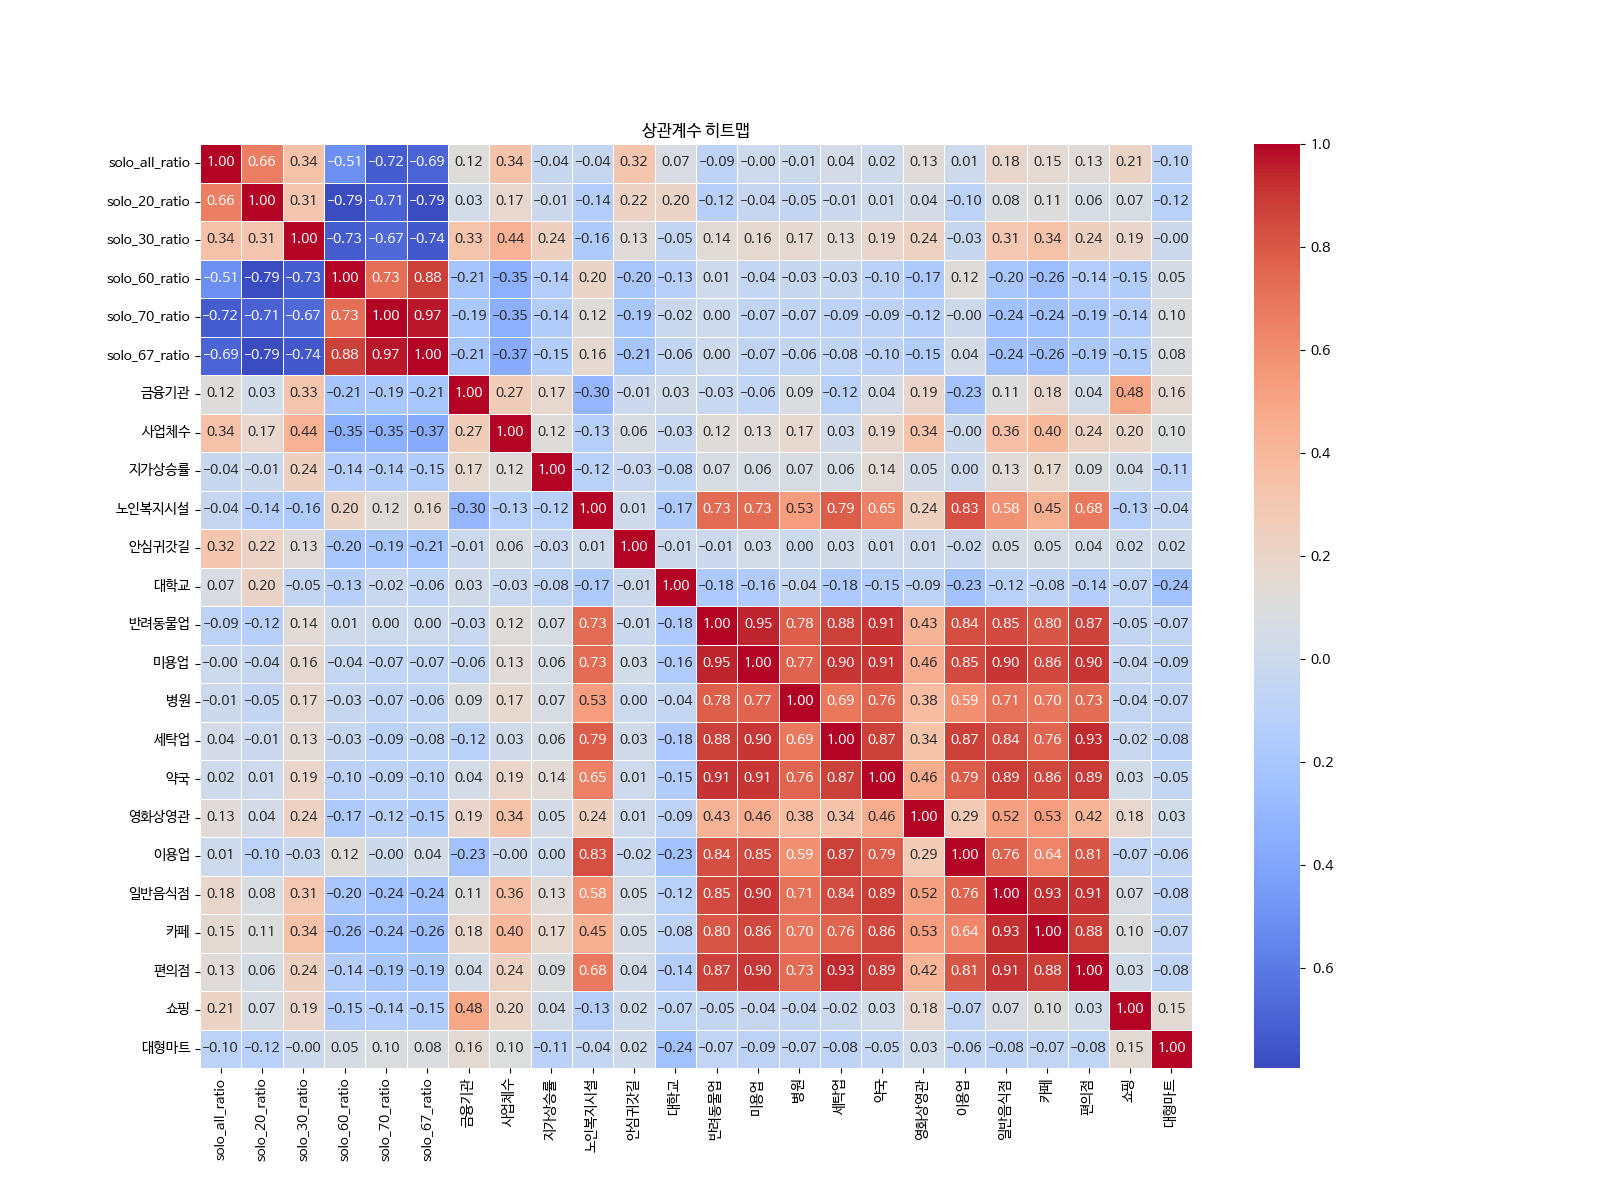 상관계수 히트맵
solo_all_ratio 1.00 0.66 0.34 −0.51 −0.72 −0.69 0.12 0.34 −0.04 −0.04 0.32 0.07 −0.09 −0.00 −0.01 0.04 0.02 0.13 0.01 0.18 0.15 0.13 0.21 −0.10
solo_20_ratio 0.66 1.00 0.31 −0.79 −0.71 −0.79 0.03 0.17 −0.01 −0.14 0.22 0.20 −0.12 −0.04 −0.05 −0.01 0.01 0.04 −0.10 0.08 0.11 0.06 0.07 −0.12
solo_30_ratio 0.34 0.31 1.00 −0.73 −0.67 −0.74 0.33 0.44 0.24 −0.16 0.13 −0.05 0.14 0.16 0.17 0.13 0.19 0.24 −0.03 0.31 0.34 0.24 0.19 −0.00
solo_60_ratio −0.51 −0.79 −0.73 1.00 0.73 0.88 −0.21 −0.35 −0.14 0.20 −0.20 −0.13 0.01 −0.04 −0.03 −0.03 −0.10 −0.17 0.12 −0.20 −0.26 −0.14 −0.15 0.05
solo_70_ratio −0.72 −0.71 −0.67 0.73 1.00 0.97 −0.19 −0.35 −0.14 0.12 −0.19 −0.02 0.00 −0.07 −0.07 −0.09 −0.09 −0.12 −0.00 −0.24 −0.24 −0.19 −0.14 0.10
solo_67_ratio −0.69 −0.79 −0.74 0.88 0.97 1.00 −0.21 −0.37 −0.15 0.16 −0.21 −0.06 0.00 −0.07 −0.06 −0.08 −0.10 −0.15 0.04 −0.24 −0.26 −0.19 −0.15 0.08
금융기관 0.12 0.03 0.33 −0.21 −0.19 −0.21 1.00 0.27 0.17 −0.30 −0.01 0.03 −0.03 −0.06 0.09 −0.12 0.04 0.19 −0.23 0.11 0.18 0.04 0.48 0.16
사업체수 0.34 0.17 0.44 −0.35 −0.35 −0.37 0.27 1.00 0.12 −0.13 0.06 −0.03 0.12 0.13 0.17 0.03 0.19 0.34 −0.00 0.36 0.40 0.24 0.20 0.10
지가상승률 −0.04 −0.01 0.24 −0.14 −0.14 −0.15 0.17 0.12 1.00 −0.12 −0.03 −0.08 0.07 0.06 0.07 0.06 0.14 0.05 0.00 0.13 0.17 0.09 0.04 −0.11
노인복지시설 −0.04 −0.14 −0.16 0.20 0.12 0.16 −0.30 −0.13 −0.12 1.00 0.01 −0.17 0.73 0.73 0.53 0.79 0.65 0.24 0.83 0.58 0.45 0.68 −0.13 −0.04
안심귀갓길 0.32 0.22 0.13 −0.20 −0.19 −0.21 −0.01 0.06 −0.03 0.01 1.00 −0.01 −0.01 0.03 0.00 0.03 0.01 0.01 −0.02 0.05 0.05 0.04 0.02 0.02
대학교 0.07 0.20 −0.05 −0.13 −0.02 −0.06 0.03 −0.03 −0.08 −0.17 −0.01 1.00 −0.18 −0.16 −0.04 −0.18 −0.15 −0.09 −0.23 −0.12 −0.08 −0.14 −0.07 −0.24
반려동물업 −0.09 −0.12 0.14 0.01 0.00 0.00 −0.03 0.12 0.07 0.73 −0.01 −0.18 1.00 0.95 0.78 0.88 0.91 0.43 0.84 0.85 0.80 0.87 −0.05 −0.07
미용업 −0.00 −0.04 0.16 −0.04 −0.07 −0.07 −0.06 0.13 0.06 0.73 0.03 −0.16 0.95 1.00 0.77 0.90 0.91 0.46 0.85 0.90 0.86 0.90 −0.04 −0.09
병원 −0.01 −0.05 0.17 −0.03 −0.07 −0.06 0.09 0.17 0.07 0.53 0.00 −0.04 0.78 0.77 1.00 0.69 0.76 0.38 0.59 0.71 0.70 0.73 −0.04 −0.07
세탁업 0.04 −0.01 0.13 −0.03 −0.09 −0.08 −0.12 0.03 0.06 0.79 0.03 −0.18 0.88 0.90 0.69 1.00 0.87 0.34 0.87 0.84 0.76 0.93 −0.02 −0.08
약국 0.02 0.01 0.19 −0.10 −0.09 −0.10 0.04 0.19 0.14 0.65 0.01 −0.15 0.91 0.91 0.76 0.87 1.00 0.46 0.79 0.89 0.86 0.89 0.03 −0.05
영화상영관 0.13 0.04 0.24 −0.17 −0.12 −0.15 0.19 0.34 0.05 0.24 0.01 −0.09 0.43 0.46 0.38 0.34 0.46 1.00 0.29 0.52 0.53 0.42 0.18 0.03
이용업 0.01 −0.10 −0.03 0.12 −0.00 0.04 −0.23 −0.00 0.00 0.83 −0.02 −0.23 0.84 0.85 0.59 0.87 0.79 0.29 1.00 0.76 0.64 0.81 −0.07 −0.06
일반음식점 0.18 0.08 0.31 −0.20 −0.24 −0.24 0.11 0.36 0.13 0.58 0.05 −0.12 0.85 0.90 0.71 0.84 0.89 0.52 0.76 1.00 0.93 0.91 0.07 −0.08
카페 0.15 0.11 0.34 −0.26 −0.24 −0.26 0.18 0.40 0.17 0.45 0.05 −0.08 0.80 0.86 0.70 0.76 0.86 0.53 0.64 0.93 1.00 0.88 0.10 −0.07
편의점 0.13 0.06 0.24 −0.14 −0.19 −0.19 0.04 0.24 0.09 0.68 0.04 −0.14 0.87 0.90 0.73 0.93 0.89 0.42 0.81 0.91 0.88 1.00 0.03 −0.08
쇼핑 0.21 0.07 0.19 −0.15 −0.14 −0.15 0.48 0.20 0.04 −0.13 0.02 −0.07 −0.05 −0.04 −0.04 −0.02 0.03 0.18 −0.07 0.07 0.10 0.03 1.00 0.15
대형마트 −0.10 −0.12 −0.00 0.05 0.10 0.08 0.16 0.10 −0.11 −0.04 0.02 −0.24 −0.07 −0.09 −0.07 −0.08 −0.05 0.03 −0.06 −0.08 −0.07 −0.08 0.15 1.00
solo_all_ratio solo_20_ratio solo_30_ratio solo_60_ratio solo_70_ratio solo_67_ratio 금융기관 사업체수 지가상승률 노인복지시설 안심귀갓길 대학교 반려동물업 미용업 병원 세탁업 약국 영화상영관 이용업 일반음식점 카페 편의점 쇼핑 대형마트
1.0
0.8
0.6
0.4
0.2
0.0
0.2
0.4
0.6